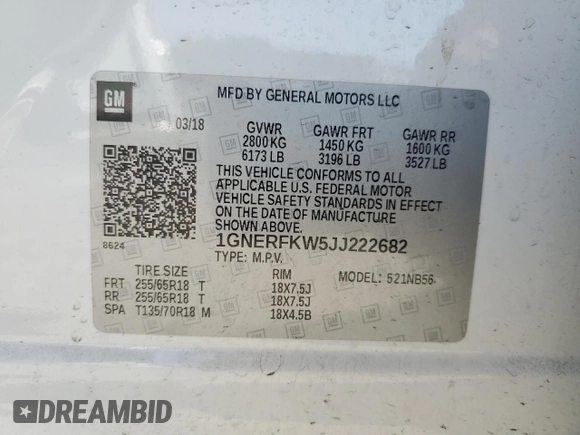 GM
MFD BY GENERAL MOTORS LLC
03/18
GVWR GAWR FRT GAWR RR
2800 KG 1450 KG 1600 KG
6173 LB 3196 LB 3527 LB
THIS VEHICLE CONFORMS TO ALL
APPLICABLE U.S. FEDERAL MOTOR
VEHICLE SAFETY STANDARDS IN EFFECT
ON THE DATE OF MANUFACTURE
SHOWN ABOVE.
8624
1GNERFKW5JJ222682
TYPE: M.P.V.
MODEL: 521NB56
TIRE SIZE RIM
FRT 255/65R18 T 18X7.5J
RR 255/65R18 T 18X7.5J
SPA T135/70R18 M 18X4.5B
DREAMBID